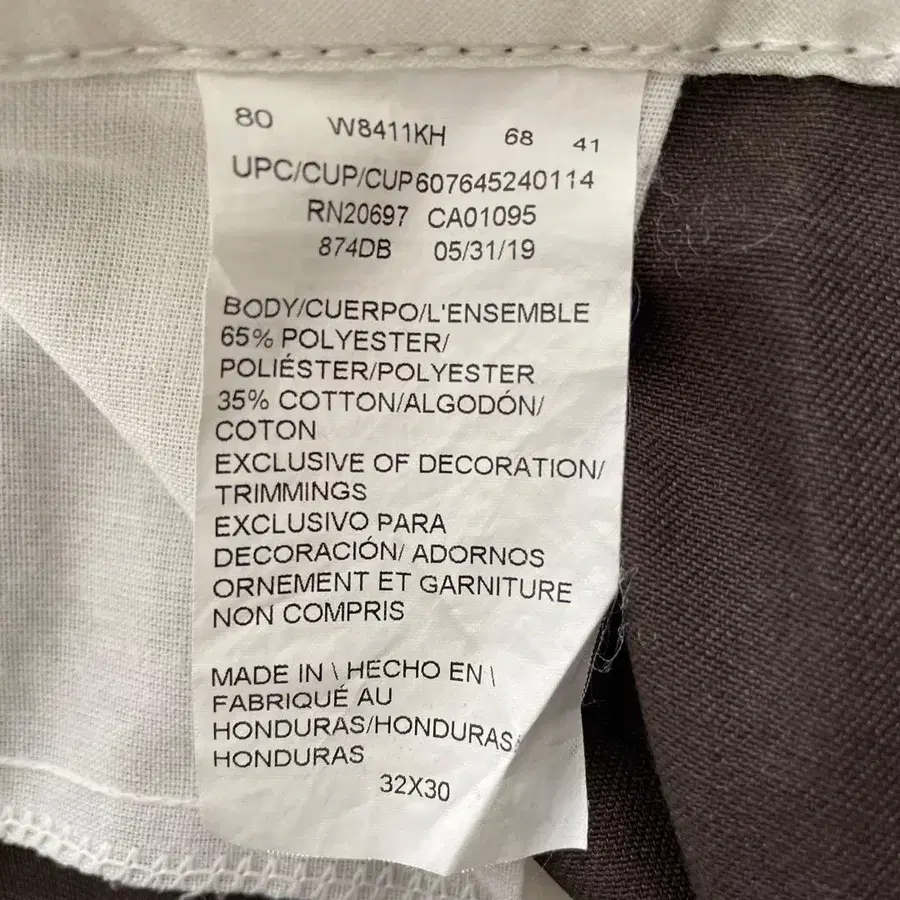 80 W8411KH 68 41
UPC/CUP/CUP607645240114
RN20697 CA01095
874DB 05/31/19
BODY/CUERPO/L'ENSEMBLE
65% POLYESTER/
POLIÉSTER/POLYESTER
35% COTTON/ALGODÓN/
COTON
EXCLUSIVE OF DECORATION/
TRIMMINGS
EXCLUSIVO PARA
DECORACIÓN/ ADORNOS
ORNEMENT ET GARNITURE
NON COMPRIS
MADE IN \ HECHO EN \
FABRIQUÉ AU
HONDURAS/HONDURAS/
HONDURAS
32X30